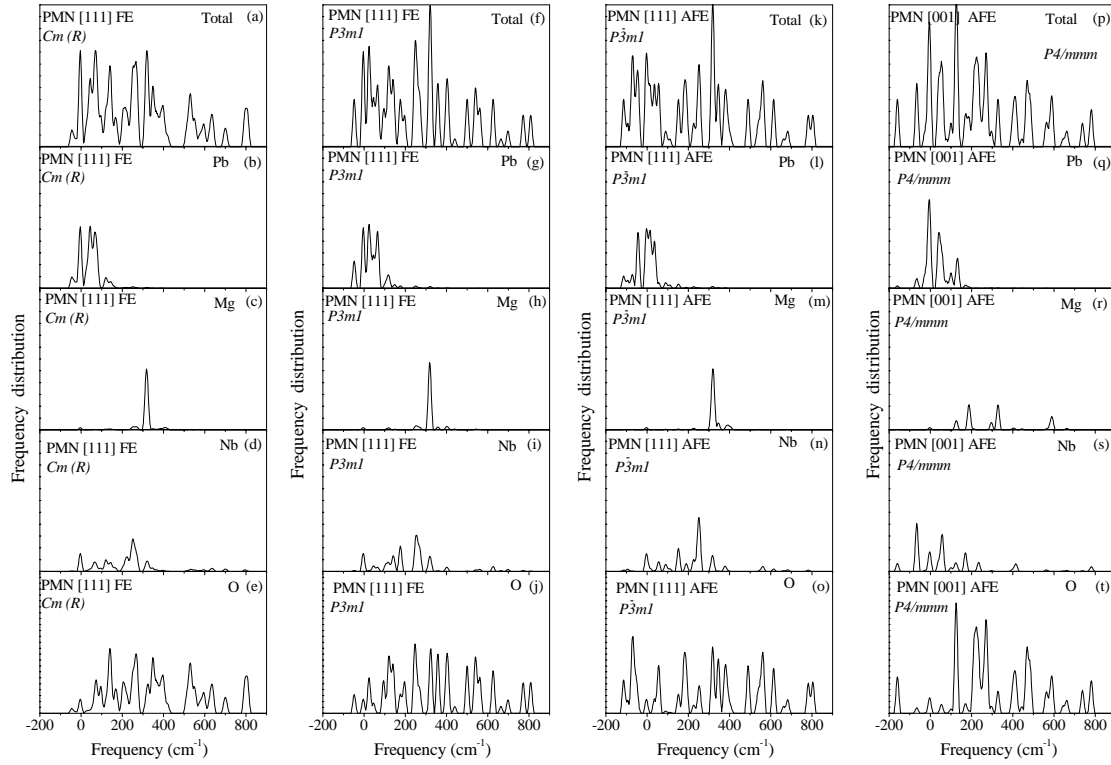 PMN [111] FE Total (a)
Cm (R)
PMN [111] FE Total (f)
P3m1
PMN [111] AFE Total (k)
P3̄m1
PMN [001] AFE Total (p)
P4/mmm
PMN [111] FE Pb (b)
Cm (R)
PMN [111] FE Pb (g)
P3m1
PMN [111] AFE Pb (l)
P3̄m1
PMN [001] AFE Pb (q)
P4/mmm
PMN [111] FE Mg (c)
Cm (R)
PMN [111] FE Mg (h)
P3m1
PMN [111] AFE Mg (m)
P3̄m1
PMN [001] AFE Mg (r)
P4/mmm
PMN [111] FE Nb (d)
Cm (R)
PMN [111] FE Nb (i)
P3m1
PMN [111] AFE Nb (n)
P3̄m1
PMN [001] AFE Nb (s)
P4/mmm
PMN [111] FE O (e)
Cm (R)
PMN [111] FE O (j)
P3m1
PMN [111] AFE O (o)
P3̄m1
PMN [001] AFE O (t)
P4/mmm
Frequency distribution
Frequency distribution
Frequency distribution
Frequency distribution
-200 0 200 400 600 800
-200 0 200 400 600 800
-200 0 200 400 600 800
-200 0 200 400 600 800
Frequency (cm⁻¹)
Frequency (cm⁻¹)
Frequency (cm⁻¹)
Frequency (cm⁻¹)